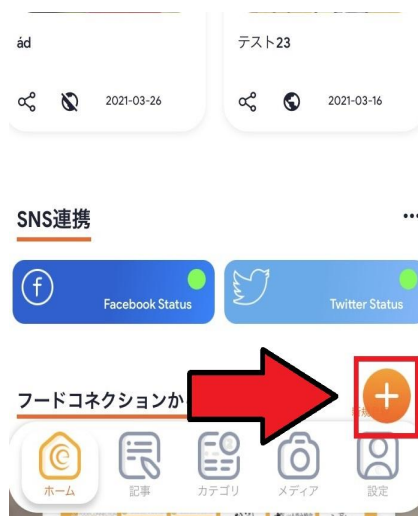 ád
テスト23
2021-03-26
2021-03-16
SNS連携
Facebook Status
Twitter Status
フードコネクションか
ホーム
記事
カテゴリ
メディア
設定